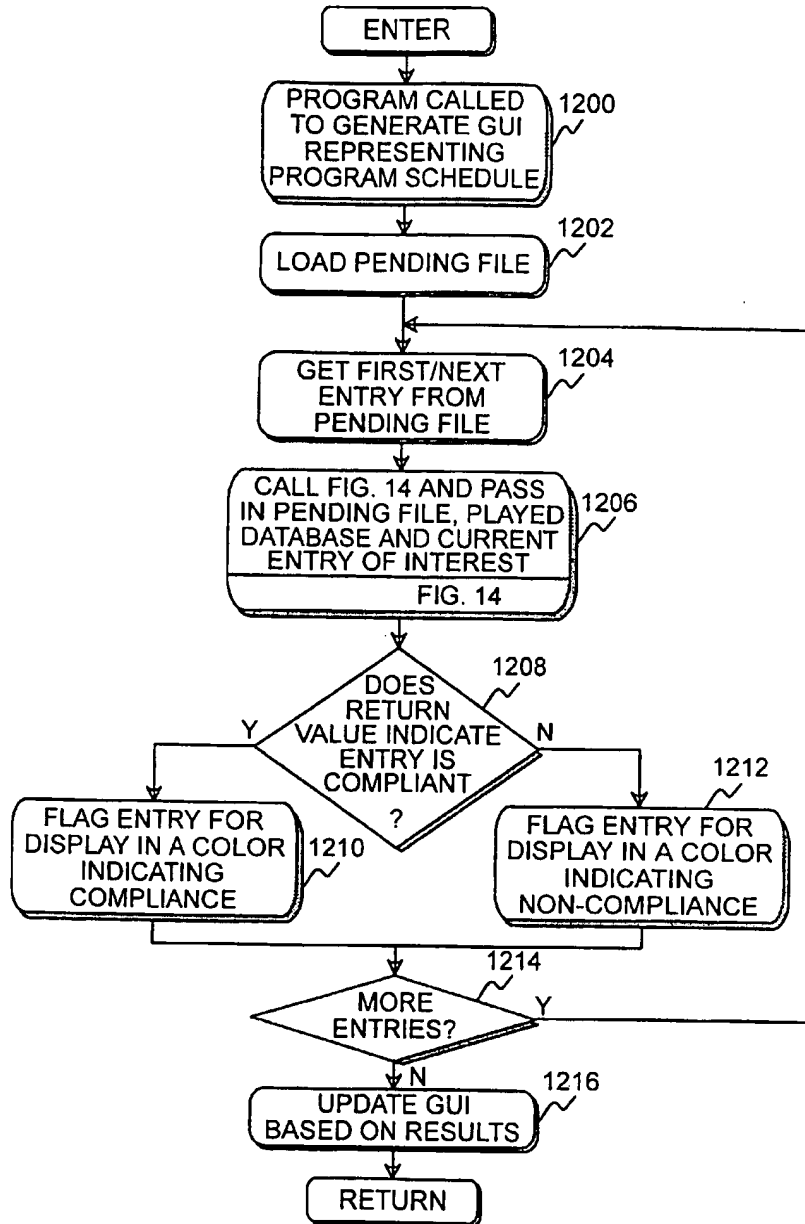 ENTER
PROGRAM CALLED
TO GENERATE GUI
REPRESENTING
PROGRAM SCHEDULE
1200
LOAD PENDING FILE
1202
GET FIRST/NEXT
ENTRY FROM
PENDING FILE
1204
CALL FIG. 14 AND PASS
IN PENDING FILE, PLAYED
DATABASE AND CURRENT
ENTRY OF INTEREST
FIG. 14
1206
DOES
RETURN
VALUE INDICATE
ENTRY IS
COMPLIANT
?
1208
Y
N
FLAG ENTRY FOR
DISPLAY IN A COLOR
INDICATING
COMPLIANCE
1210
FLAG ENTRY FOR
DISPLAY IN A COLOR
INDICATING
NON-COMPLIANCE
1212
MORE
ENTRIES?
1214
Y
N
UPDATE GUI
BASED ON RESULTS
1216
RETURN